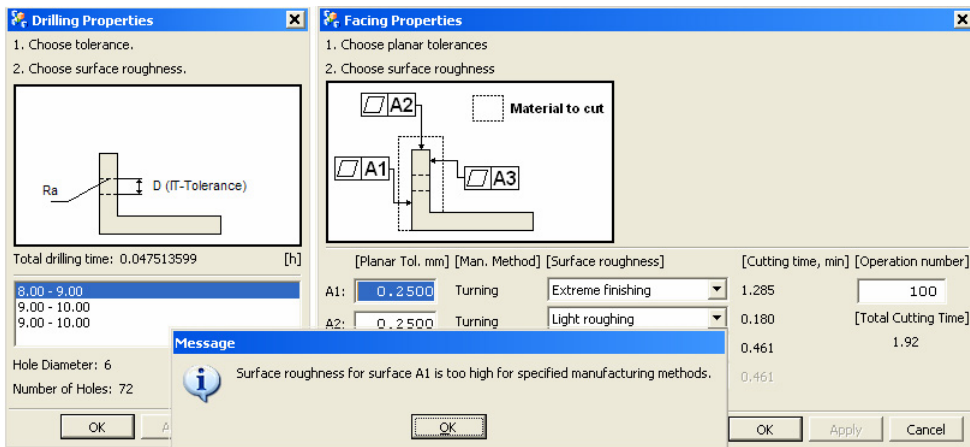 Drilling Properties
1. Choose tolerance.
2. Choose surface roughness.
Ra
D (IT-Tolerance)
Total drilling time: 0.047513599 [h]
8.00 - 9.00
9.00 - 10.00
9.00 - 10.00
Hole Diameter: 6
Number of Holes: 72
OK
A
Facing Properties
1. Choose planar tolerances
2. Choose surface roughness
A2
Material to cut
A1
A3
[Planar Tol. mm] [Man. Method] [Surface roughness] [Cutting time, min] [Operation number]
A1: 0.2500 Turning Extreme finishing 1.285 100
A2: 0.2500 Turning Light roughing 0.180 [Total Cutting Time]
0.461 1.92
0.461
OK Apply Cancel
Message
Surface roughness for surface A1 is too high for specified manufacturing methods.
OK